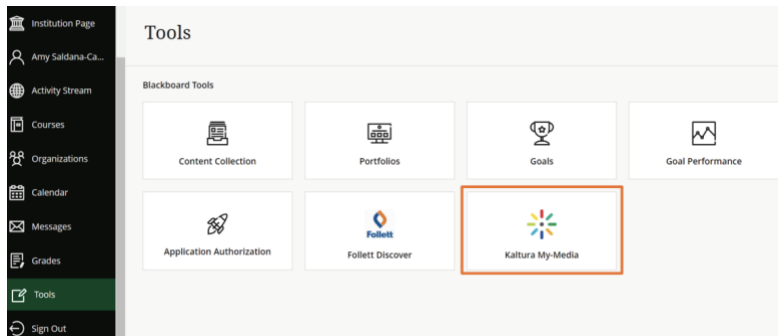 Institution Page
Amy Saldana-Ca...
Activity Stream
Courses
Organizations
Calendar
Messages
Grades
Tools
Sign Out
Tools
Blackboard Tools
Content Collection
Portfolios
Goals
Goal Performance
Application Authorization
Follett
Follett Discover
Kaltura My-Media